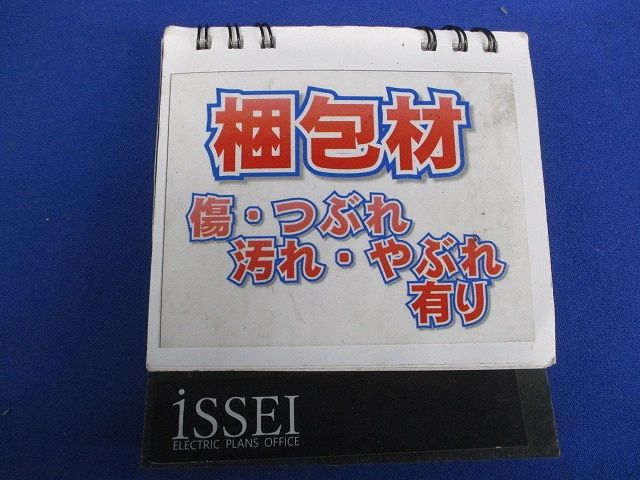 梱包材
傷・つぶれ
汚れ・やぶれ
有り
iSSEI
ELECTRIC PLANS OFFICE